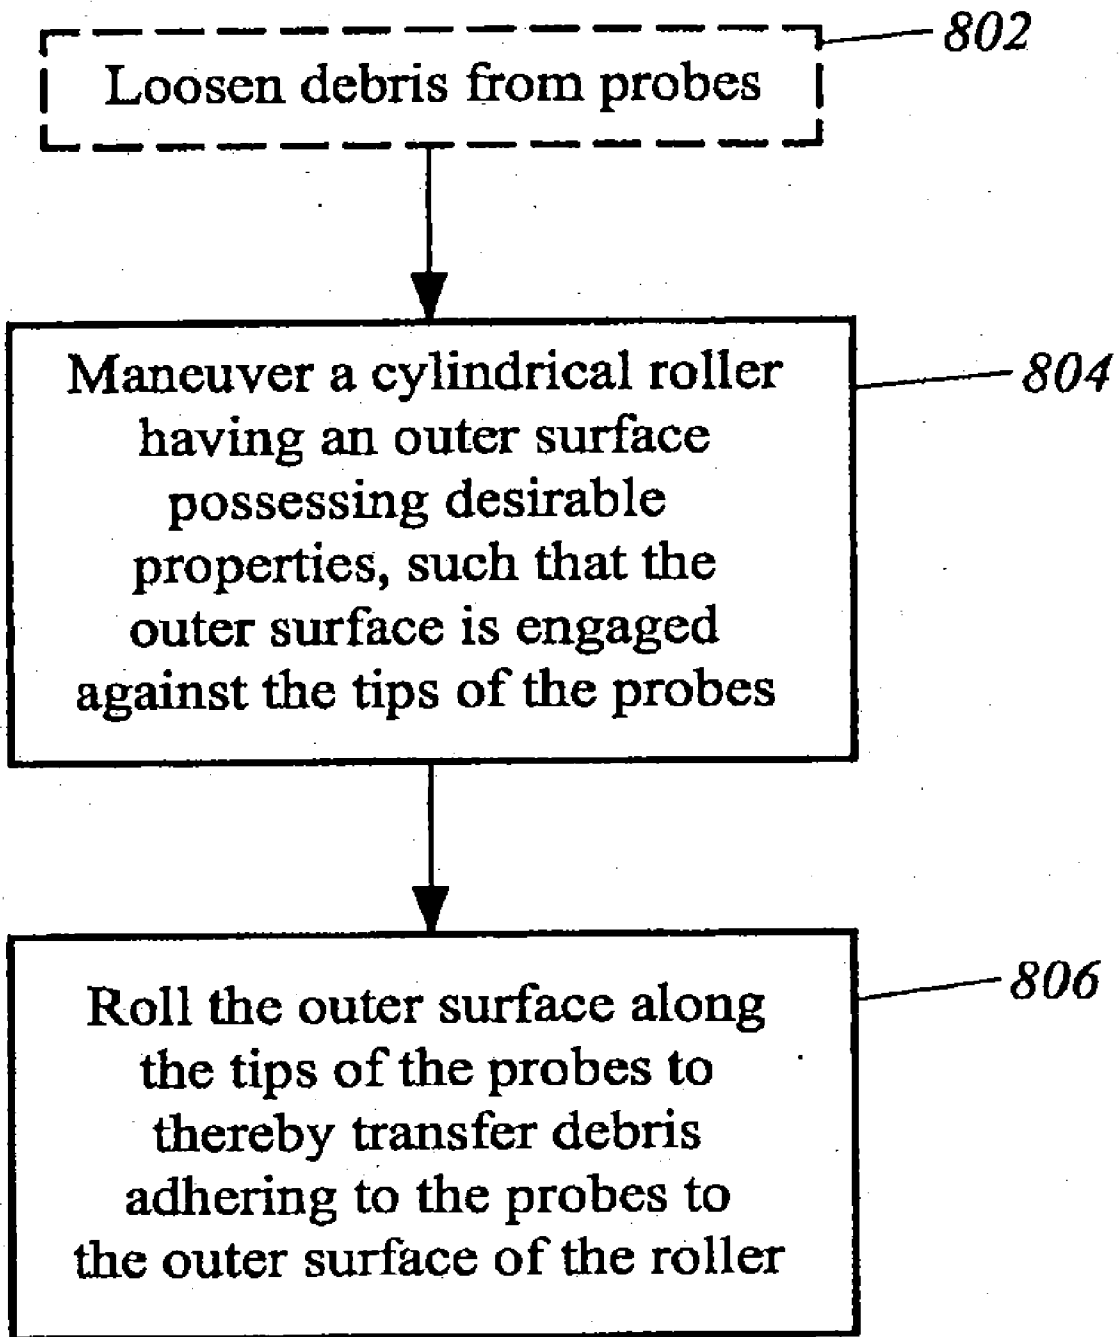 802
Loosen debris from probes
Maneuver a cylindrical roller
804
having an outer surface
possessing desirable
properties, such that the
outer surface is engaged
against the tips of the probes
806
Roll the outer surface along
the tips of the probes to
thereby transfer debris
adhering to the probes to
the outer surface of the roller